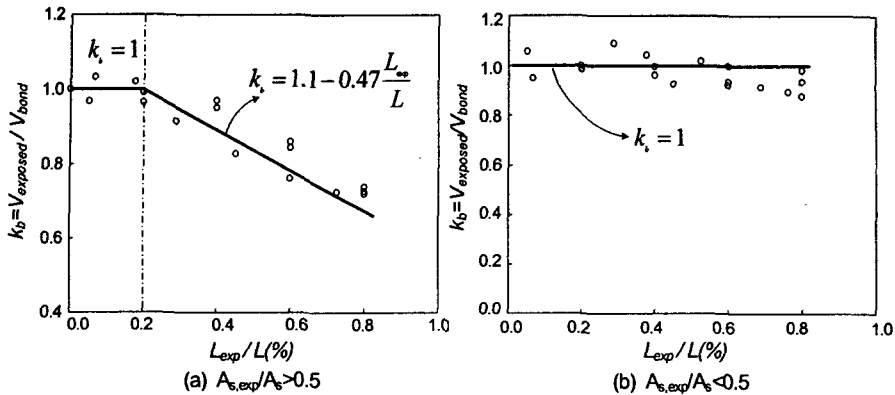 1.2
1.0
0.8
0.6
0.4
k_b=V_exposed / V_bond
k_b = 1
k_b = 1.1 − 0.47 L_exp / L
0.0 0.2 0.4 0.6 0.8 1.0
L_exp / L(%)
(a) A_s,exp/A_s>0.5
1.2
1.0
0.8
0.6
0.4
0.2
0.0
k_b=V_exposed/V_bond
k_b = 1
0.0 0.2 0.4 0.6 0.8 1.0
L_exp / L(%)
(b) A_s,exp/A_s<0.5